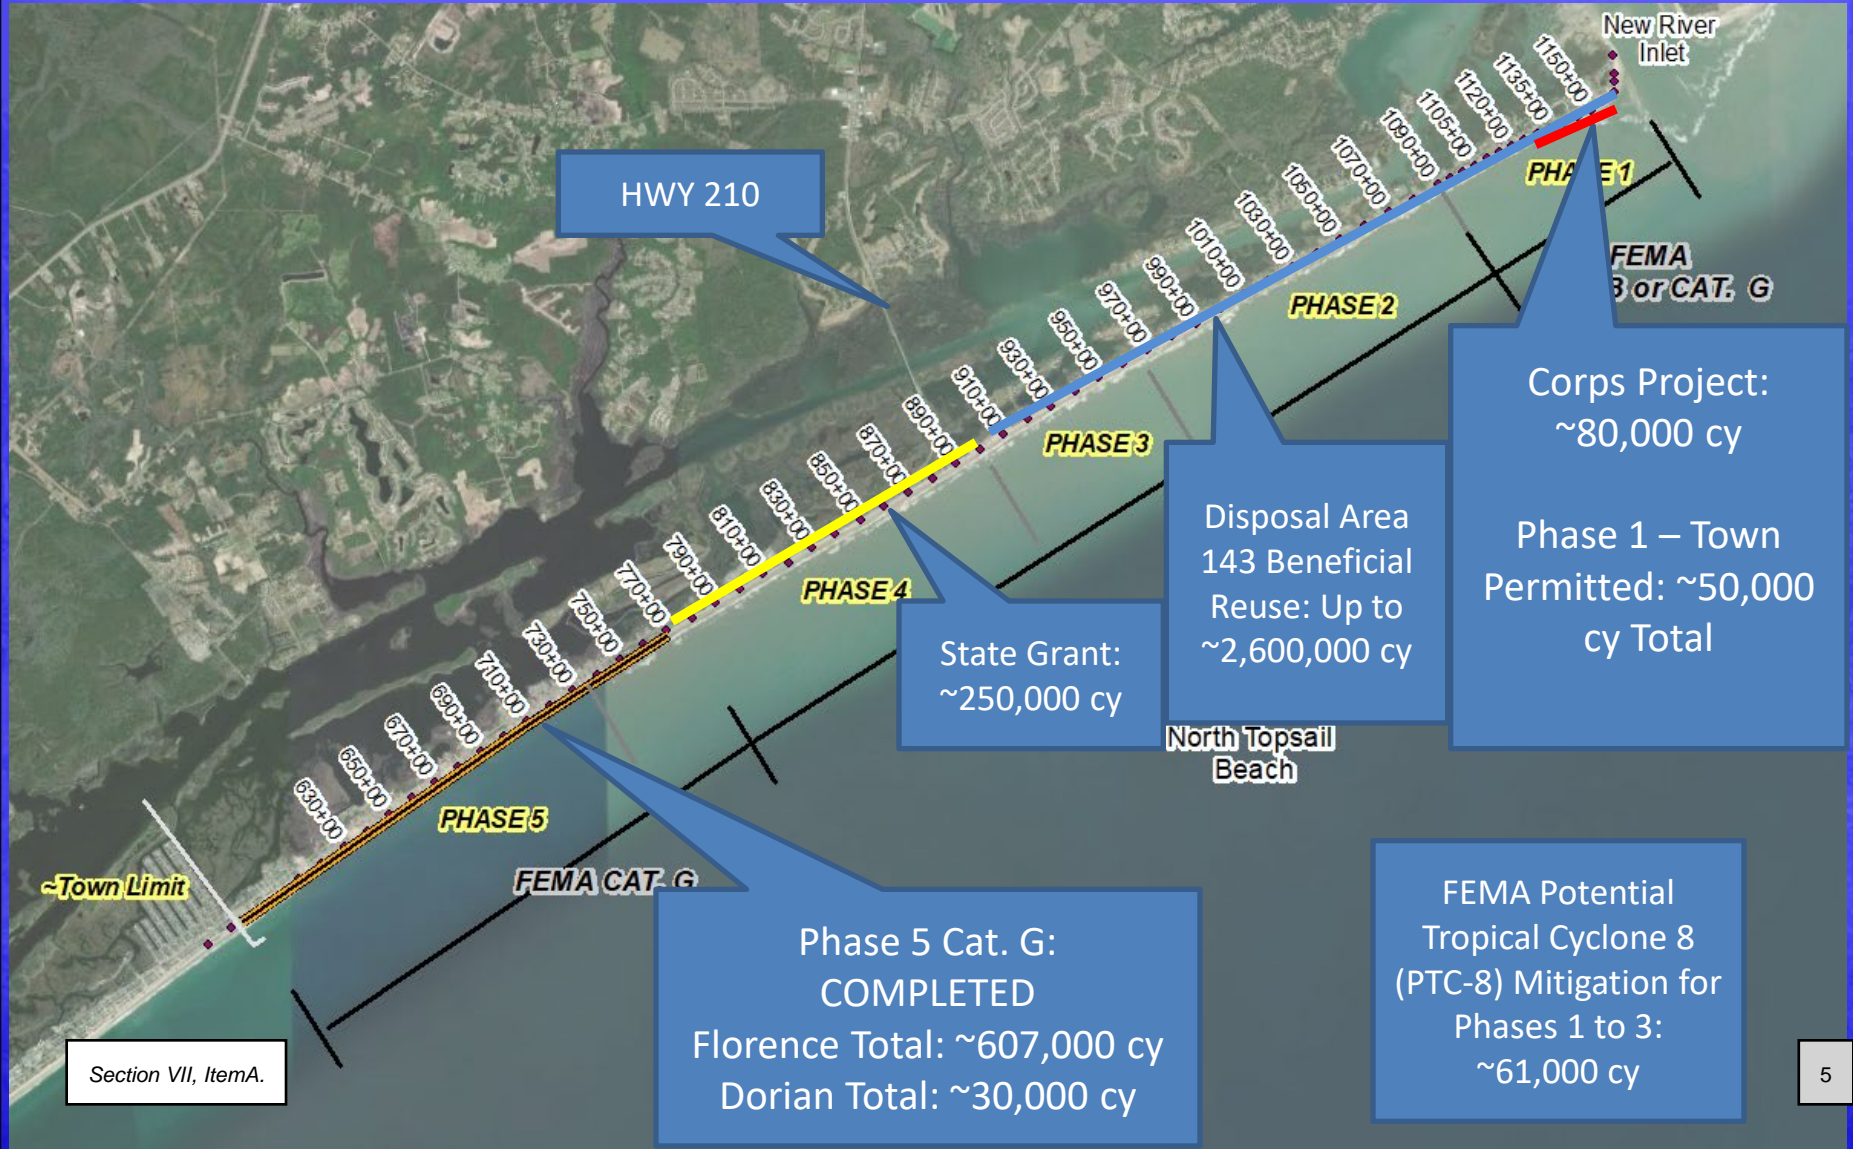 New River
Inlet
1150+00
1135+00
1120+00
1105+00
1090+00
1070+00
1050+00
1030+00
1010+00
990+00
970+00
950+00
930+00
910+00
890+00
870+00
850+00
830+00
810+00
790+00
770+00
750+00
730+00
710+00
690+00
670+00
650+00
630+00
HWY 210
PHASE 1
FEMA
B or CAT. G
PHASE 2
PHASE 3
PHASE 4
PHASE 5
~Town Limit
FEMA CAT. G
North Topsail
Beach
Corps Project:
~80,000 cy
Phase 1 – Town
Permitted: ~50,000
cy Total
Disposal Area
143 Beneficial
Reuse: Up to
~2,600,000 cy
State Grant:
~250,000 cy
Phase 5 Cat. G:
COMPLETED
Florence Total: ~607,000 cy
Dorian Total: ~30,000 cy
FEMA Potential
Tropical Cyclone 8
(PTC-8) Mitigation for
Phases 1 to 3:
~61,000 cy
Section VII, ItemA.
5